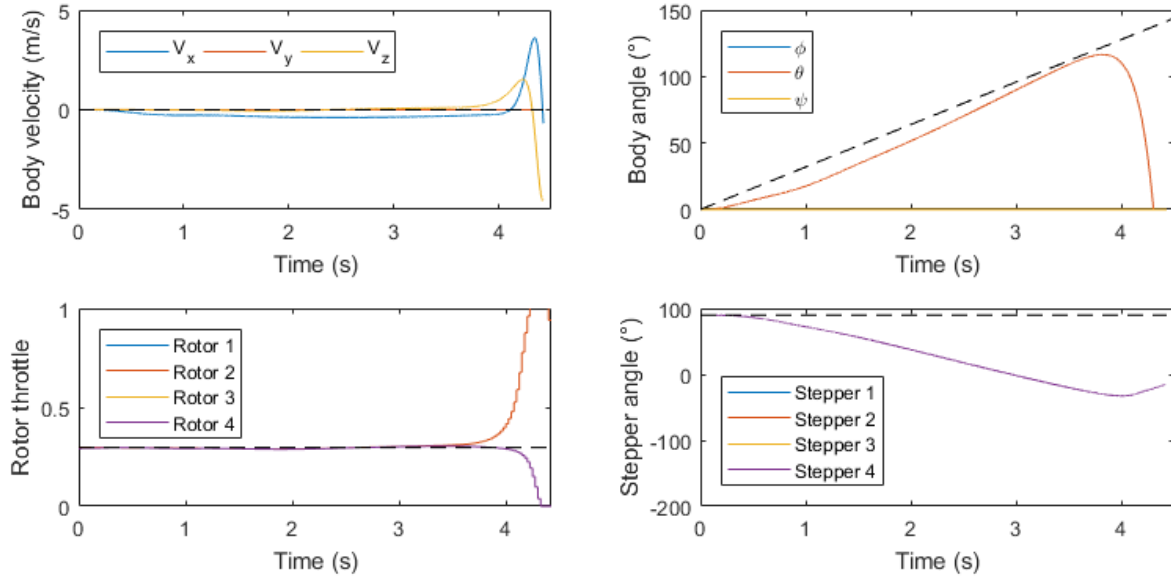 Body velocity (m/s)
5
0
-5
V_x V_y V_z
0 1 2 3 4
Time (s)
Body angle (°)
150
100
50
0
ϕ
θ
ψ
0 1 2 3 4
Time (s)
Rotor throttle
1
0.5
0
Rotor 1
Rotor 2
Rotor 3
Rotor 4
0 1 2 3 4
Time (s)
Stepper angle (°)
100
0
-100
-200
Stepper 1
Stepper 2
Stepper 3
Stepper 4
0 1 2 3 4
Time (s)